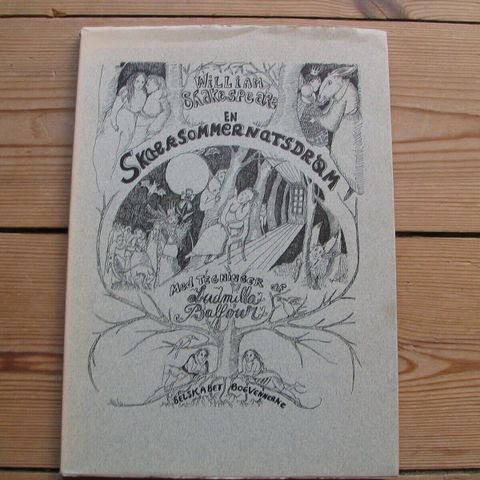 William
Shakespeare
EN
SKÆRSOMMERNATSDRØM
Med TEGNINGER af
Ludmilla
Balfour
SELSKABET BOGVENNERNE